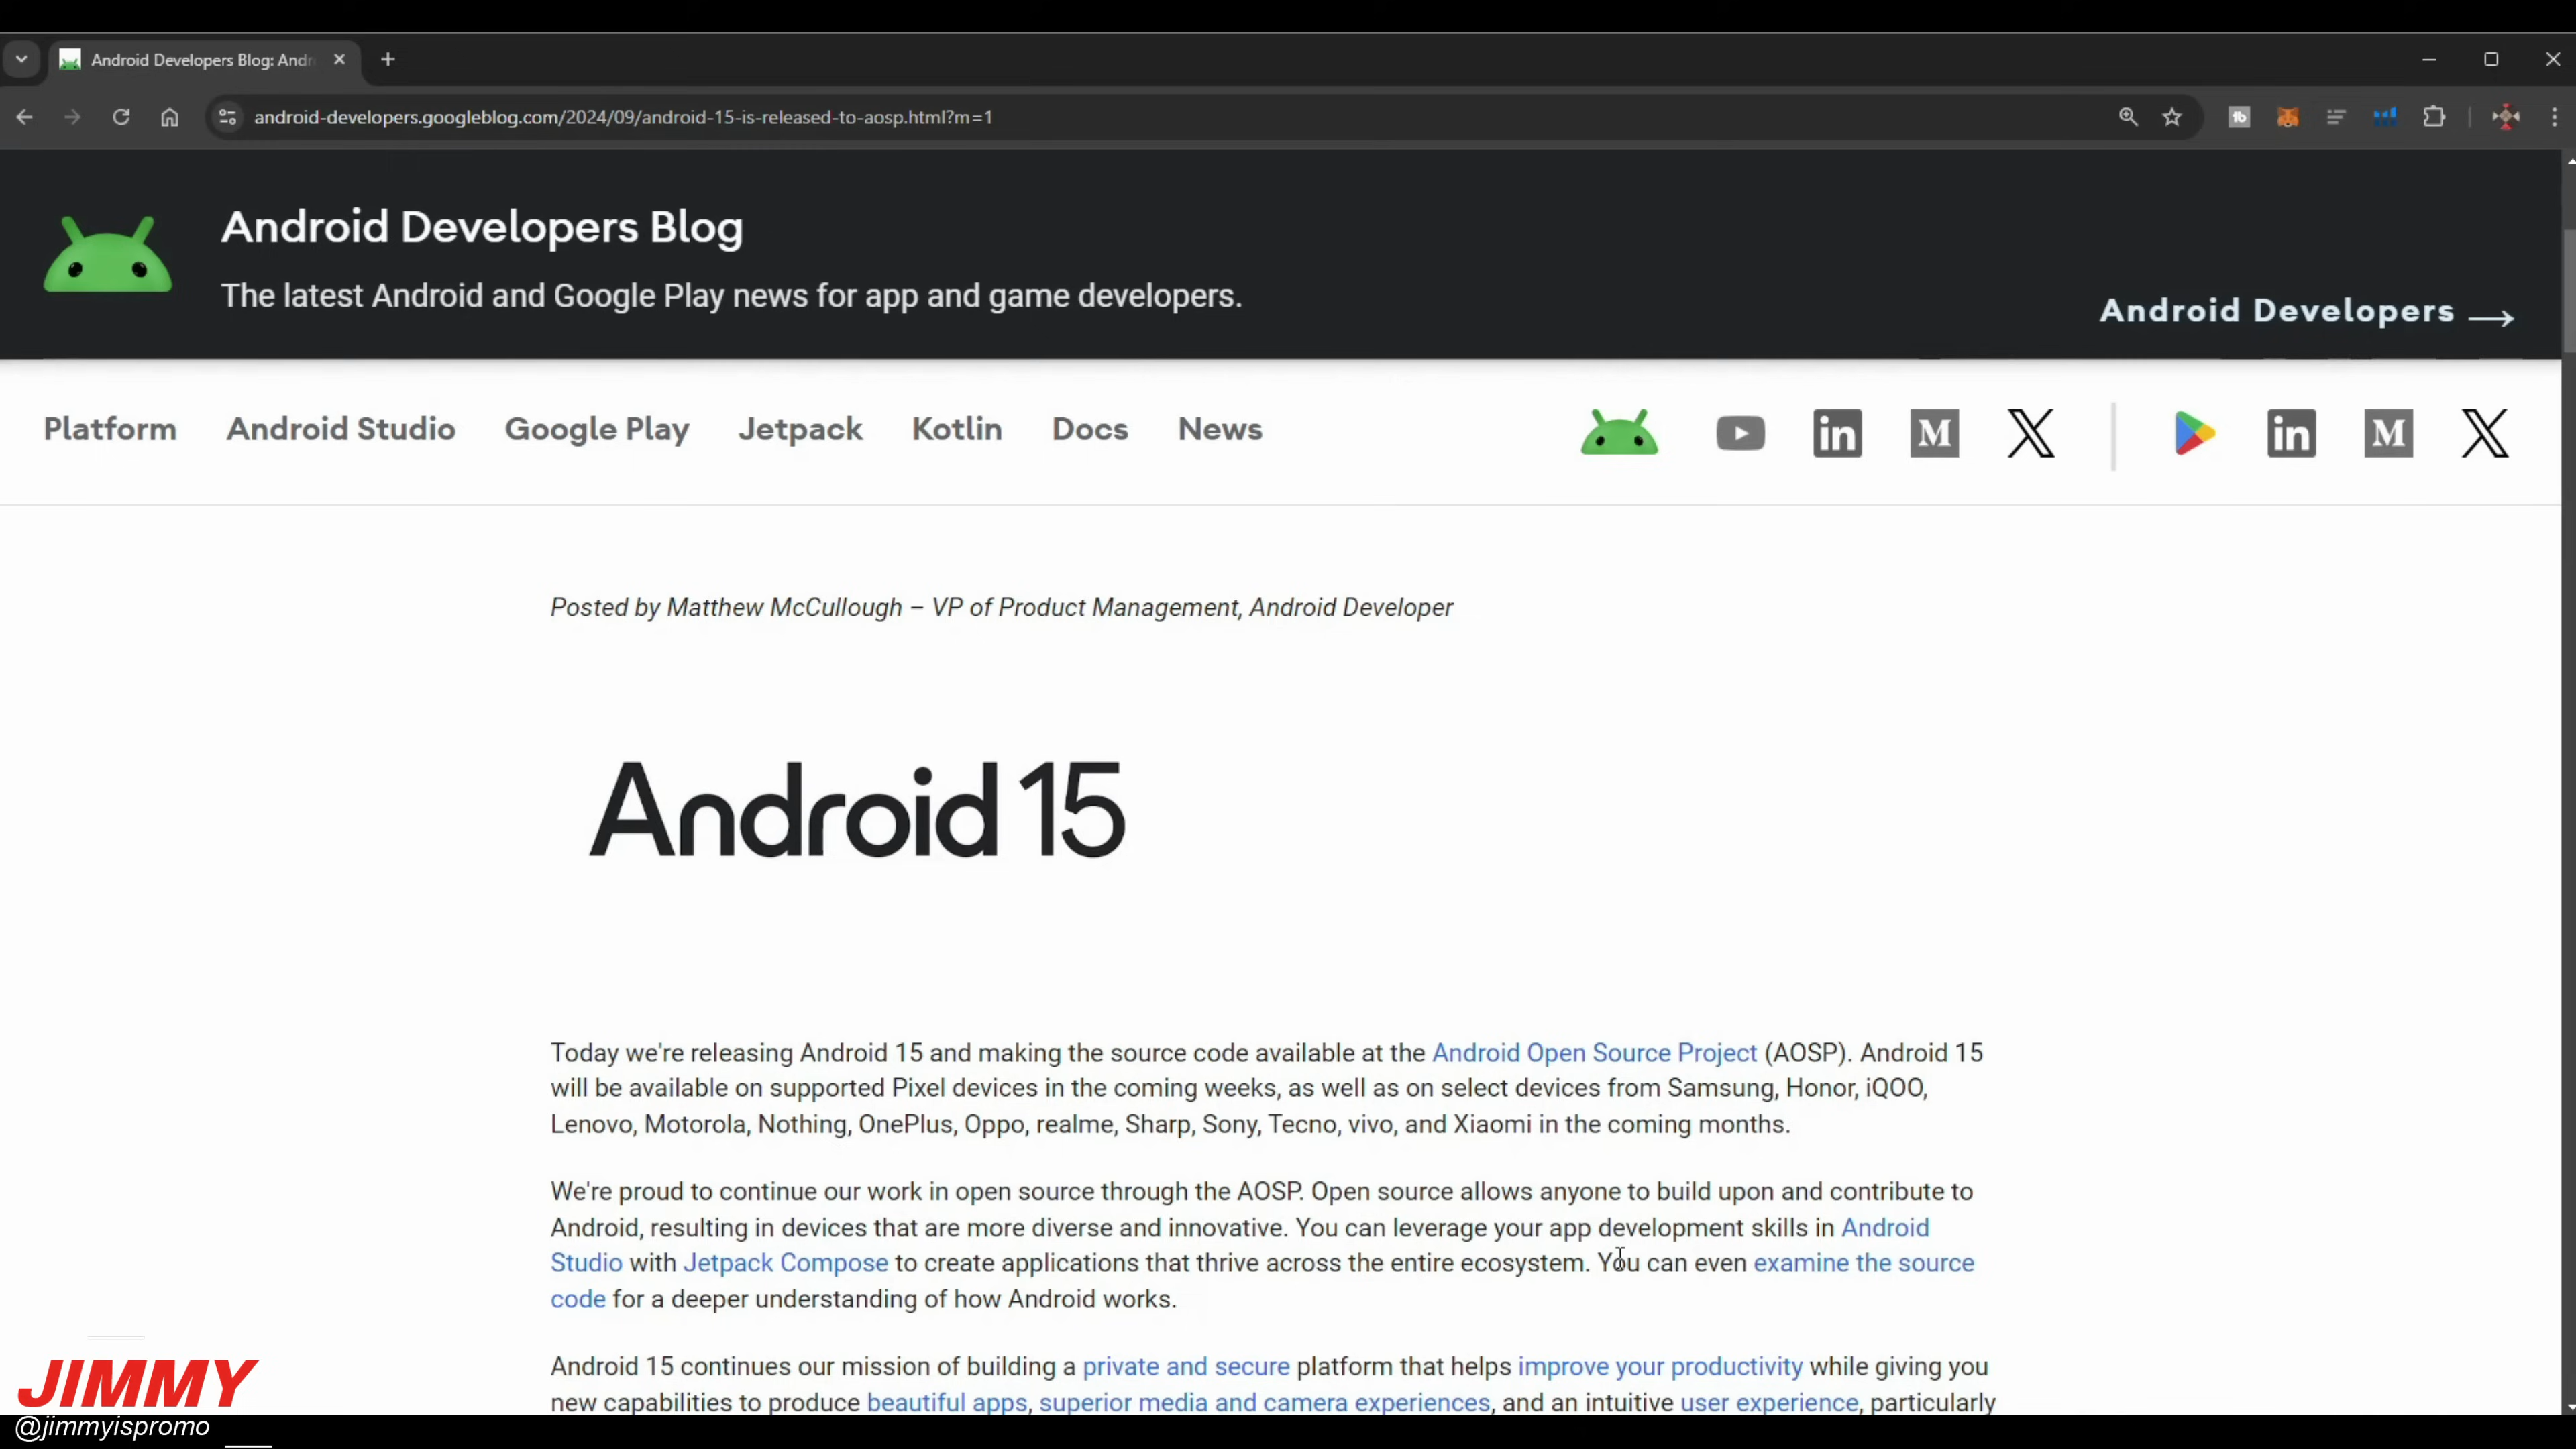 Android Developers Blog: Andr
android-developers.googleblog.com/2024/09/android-15-is-released-to-aosp.html?m=1
Android Developers Blog
The latest Android and Google Play news for app and game developers.
Android Developers →
Platform Android Studio Google Play Jetpack Kotlin Docs News
Posted by Matthew McCullough – VP of Product Management, Android Developer
Android 15
Today we're releasing Android 15 and making the source code available at the Android Open Source Project (AOSP). Android 15
will be available on supported Pixel devices in the coming weeks, as well as on select devices from Samsung, Honor, iQOO,
Lenovo, Motorola, Nothing, OnePlus, Oppo, realme, Sharp, Sony, Tecno, vivo, and Xiaomi in the coming months.
We're proud to continue our work in open source through the AOSP. Open source allows anyone to build upon and contribute to
Android, resulting in devices that are more diverse and innovative. You can leverage your app development skills in Android
Studio with Jetpack Compose to create applications that thrive across the entire ecosystem. You can even examine the source
code for a deeper understanding of how Android works.
Android 15 continues our mission of building a private and secure platform that helps improve your productivity while giving you
new capabilities to produce beautiful apps, superior media and camera experiences, and an intuitive user experience, particularly
JIMMY
@jimmyispromo